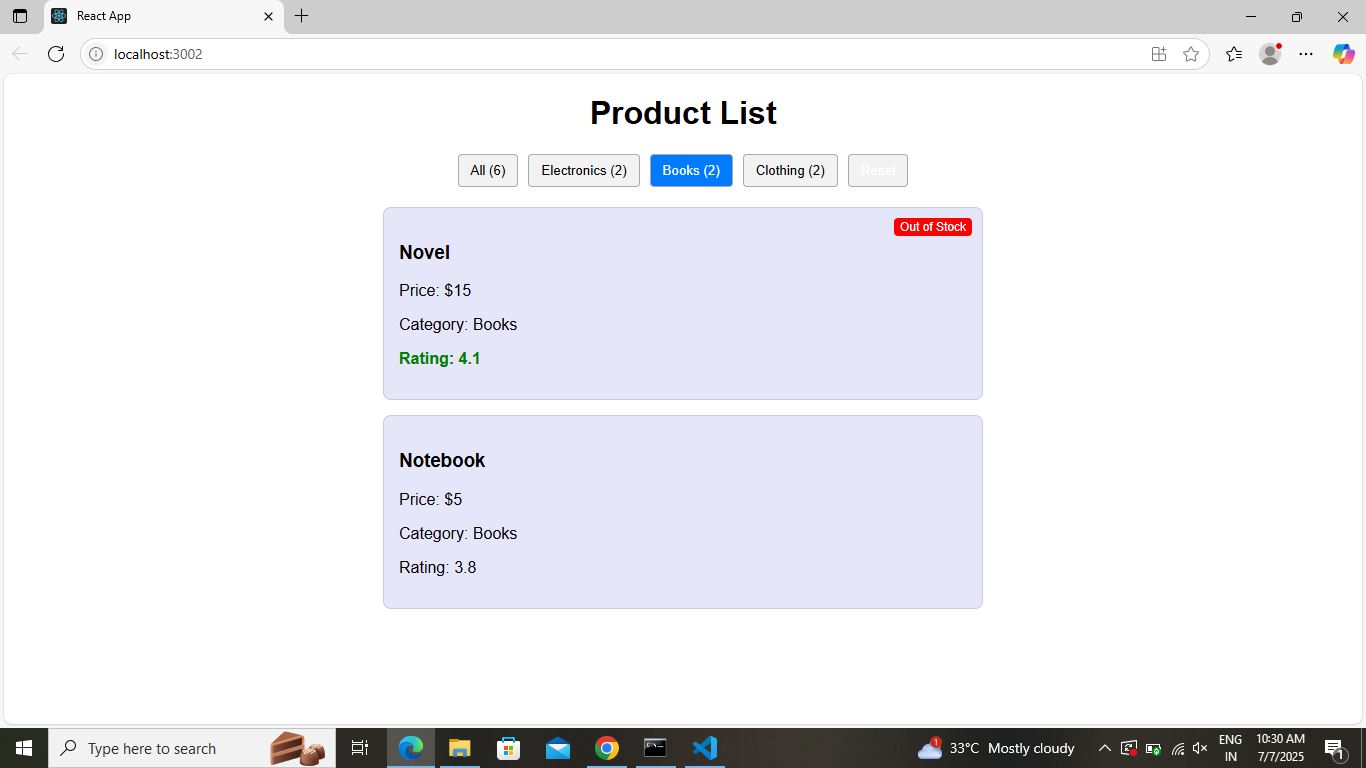 React App
localhost:3002
Product List
All (6) Electronics (2) Books (2) Clothing (2) Reset
Out of Stock
Novel
Price: $15
Category: Books
Rating: 4.1
Notebook
Price: $5
Category: Books
Rating: 3.8
Type here to search
1
33°C Mostly cloudy
ENG
IN
10:30 AM
7/7/2025
1